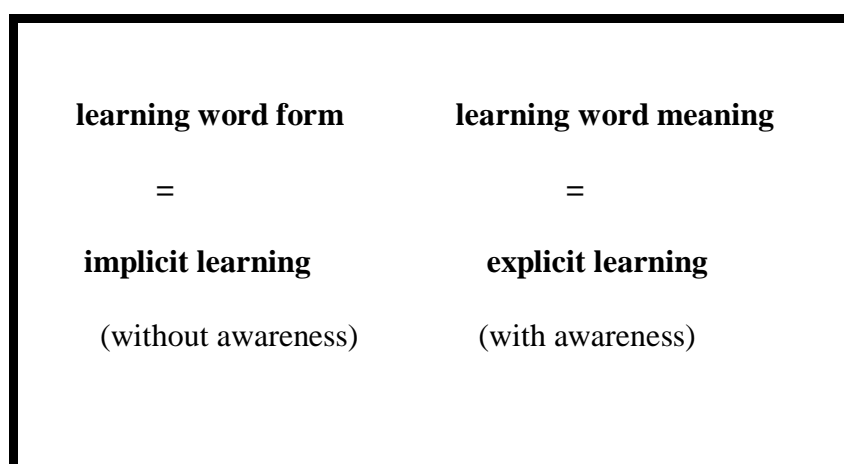 learning word form learning word meaning
= =
implicit learning explicit learning
(without awareness) (with awareness)